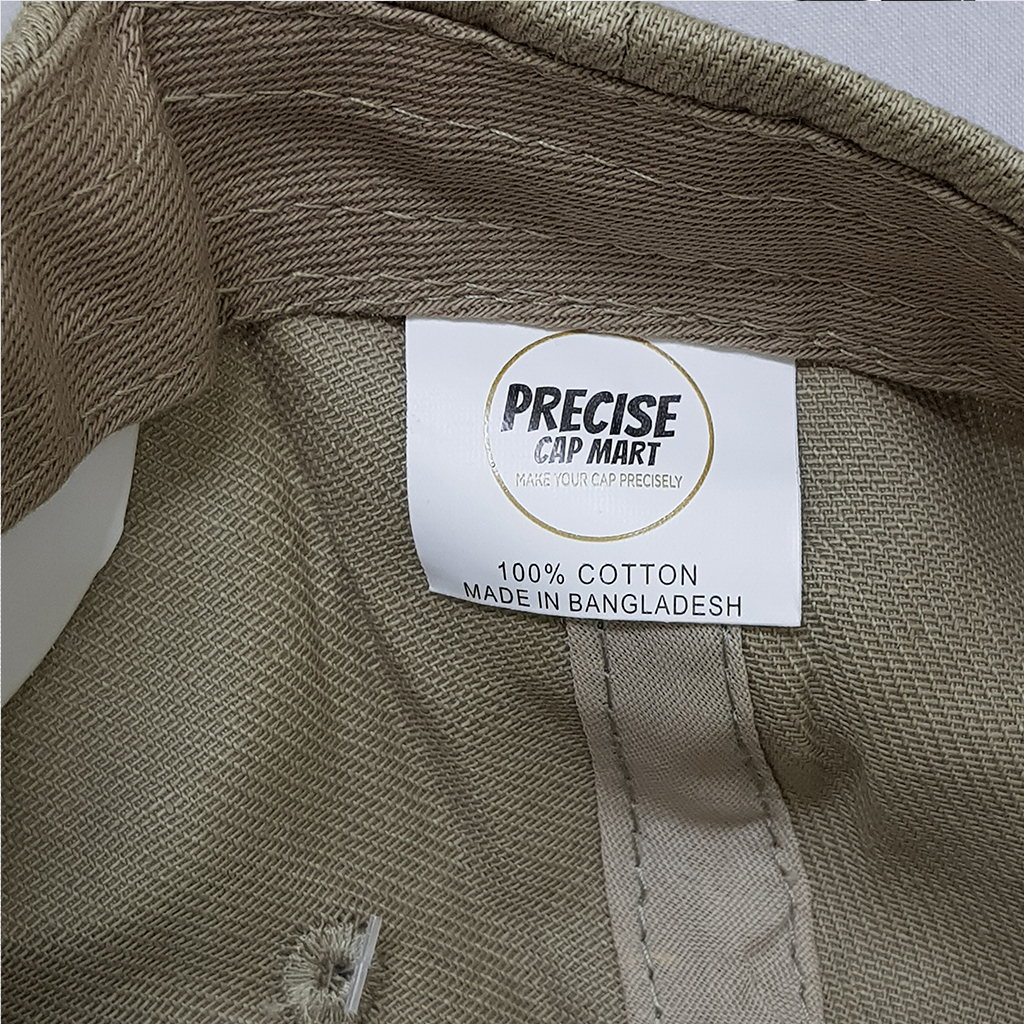 PRECISE
CAP MART
MAKE YOUR CAP PRECISELY
100% COTTON
MADE IN BANGLADESH